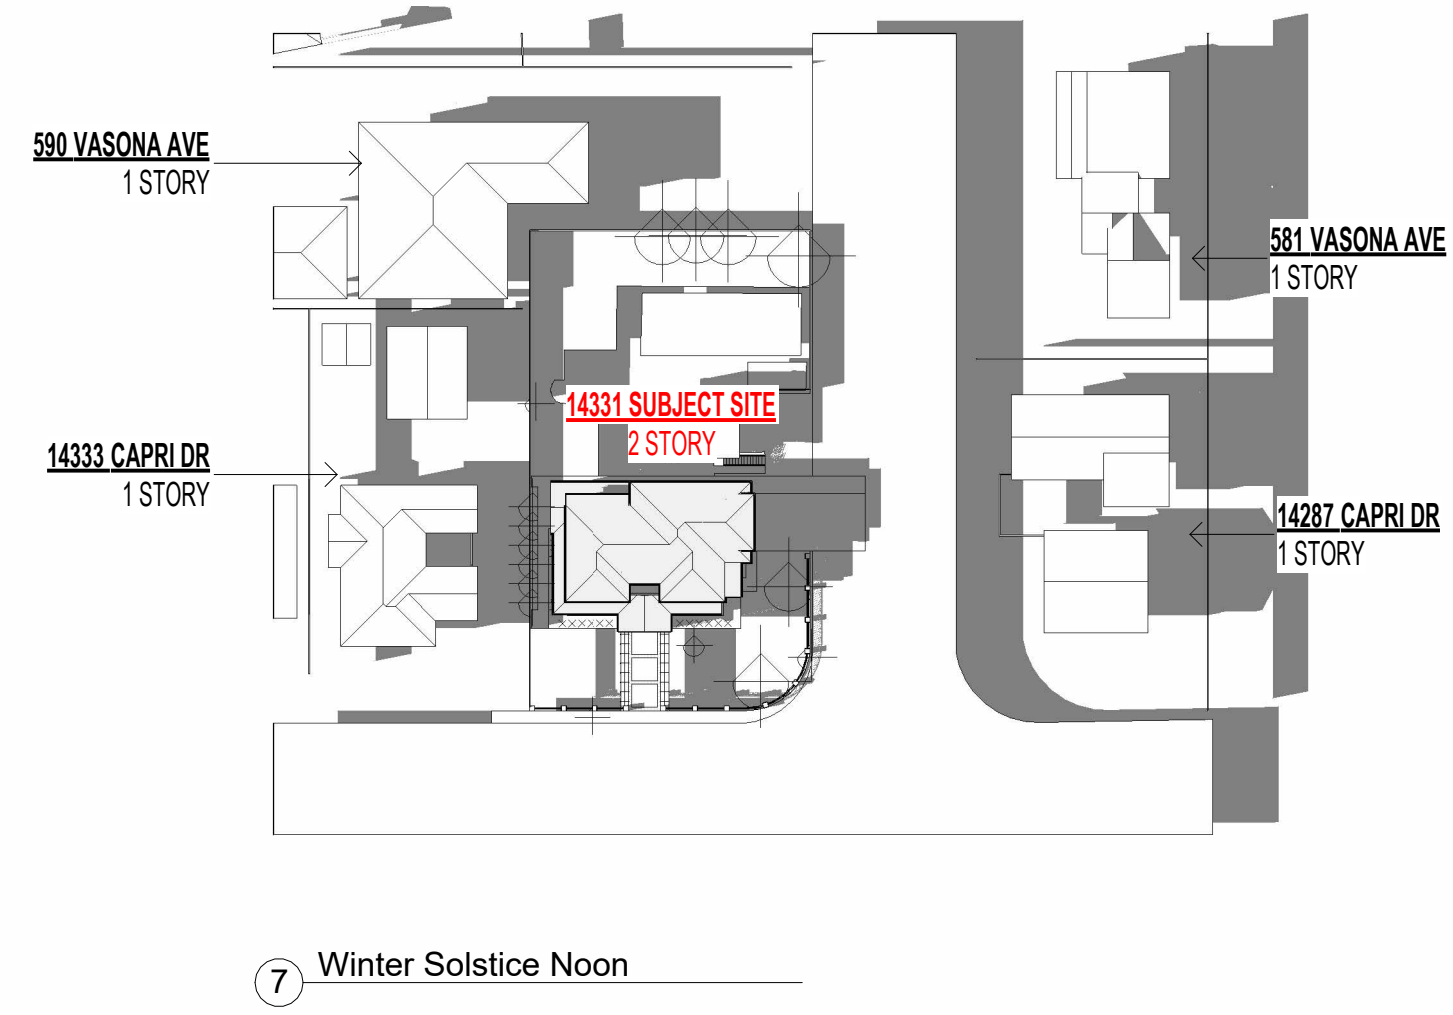 590 VASONA AVE
1 STORY
581 VASONA AVE
1 STORY
14331 SUBJECT SITE
2 STORY
14333 CAPRI DR
1 STORY
14287 CAPRI DR
1 STORY
7 Winter Solstice Noon